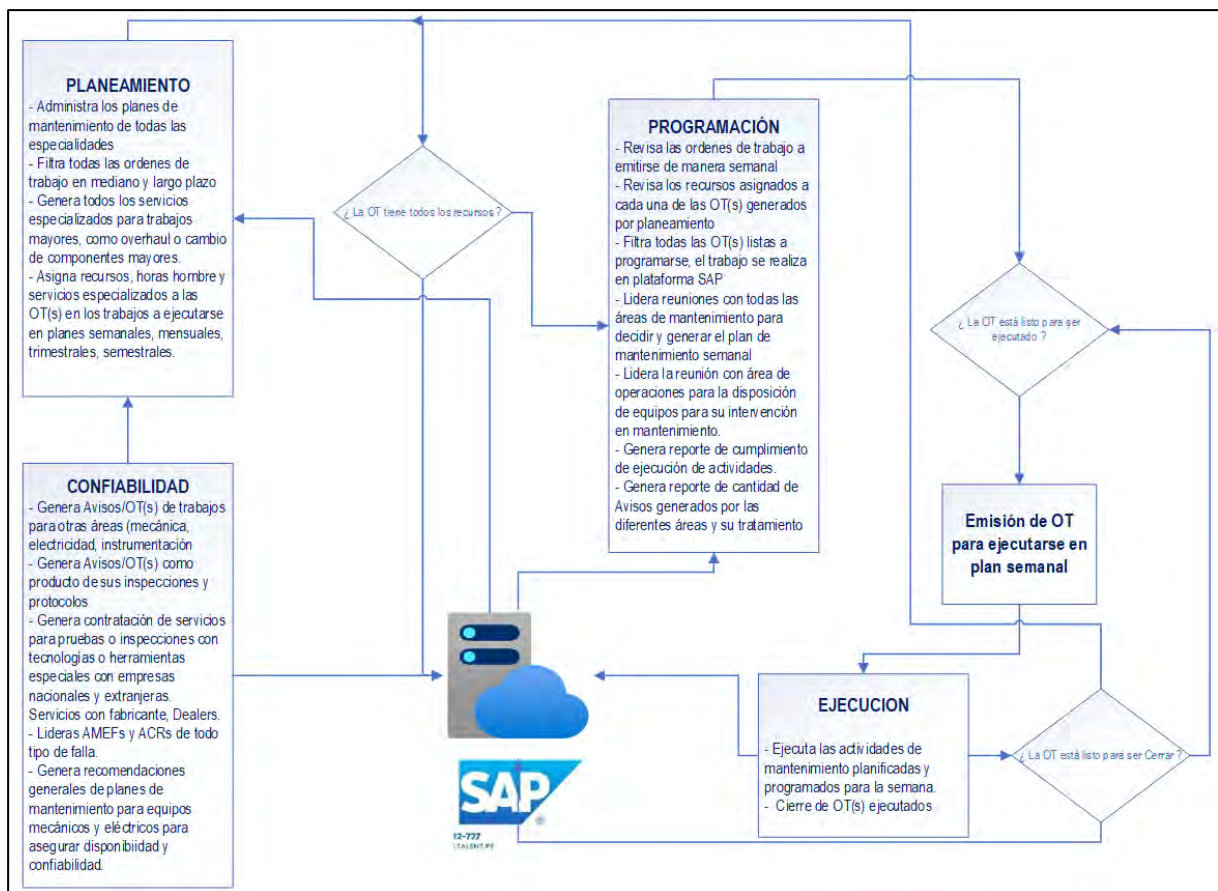 PLANEAMIENTO
- Administra los planes de
mantenimiento de todas las
especialidades
- Filtra todas las ordenes de
trabajo en mediano y largo plazo
- Genera todos los servicios
especializados para trabajos
mayores, como overhaul o cambio
de componentes mayores.
- Asigna recursos, horas hombre y
servicios especializados a las
OT(s) en los trabajos a ejecutarse
en planes semanales, mensuales,
trimestrales, semestrales.
CONFIABILIDAD
- Genera Avisos/OT(s) de trabajos
para otras áreas (mecánica,
electricidad, instrumentación
- Genera Avisos/OT(s) como
producto de sus inspecciones y
protocolos
- Genera contratación de servicios
para pruebas o inspecciones con
tecnologías o herramientas
especiales con empresas
nacionales y extranjeras.
Servicios con fabricante, Dealers.
- Lideras AMEFs y ACRs de todo
tipo de falla.
- Genera recomendaciones
generales de planes de
mantenimiento para equipos
mecánicos y eléctricos para
asegurar disponibiidad y
confiabilidad.
¿ La OT tiene todos los recursos ?
PROGRAMACIÓN
- Revisa las ordenes de trabajo a
emitirse de manera semanal
- Revisa los recursos asignados a
cada una de las OT(s) generados
por planeamiento
- Filtra todas las OT(s) listas a
programarse, el trabajo se realiza
en plataforma SAP
- Lidera reuniones con todas las
áreas de mantenimiento para
decidir y generar el plan de
mantenimiento semanal
- Lidera la reunión con área de
operaciones para la disposición
de equipos para su intervención
en mantenimiento.
- Genera reporte de cumplimiento
de ejecución de actividades.
- Genera reporte de cantidad de
Avisos generados por las
diferentes áreas y su tratamiento
¿ La OT está listo para ser
ejecutado ?
Emisión de OT
para ejecutarse en
plan semanal
EJECUCION
- Ejecuta las actividades de
mantenimiento planificadas y
programados para la semana.
- Cierre de OT(s) ejecutados
¿ La OT está listo para ser Cerrar ?
SAP
®
12-727